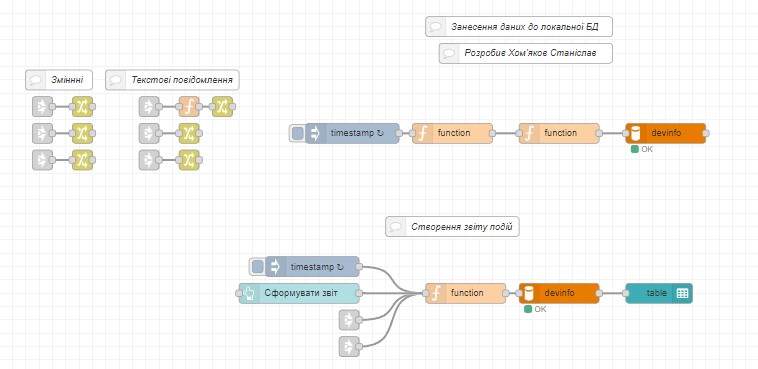 Занесення даних до локальної БД
Розробив Хом'яков Станіслав
Зміннні
Текстові повідомлення
timestamp ↻
function
function
devinfo
OK
Створення звіту подій
timestamp ↻
Сформувати звіт
function
devinfo
table
OK